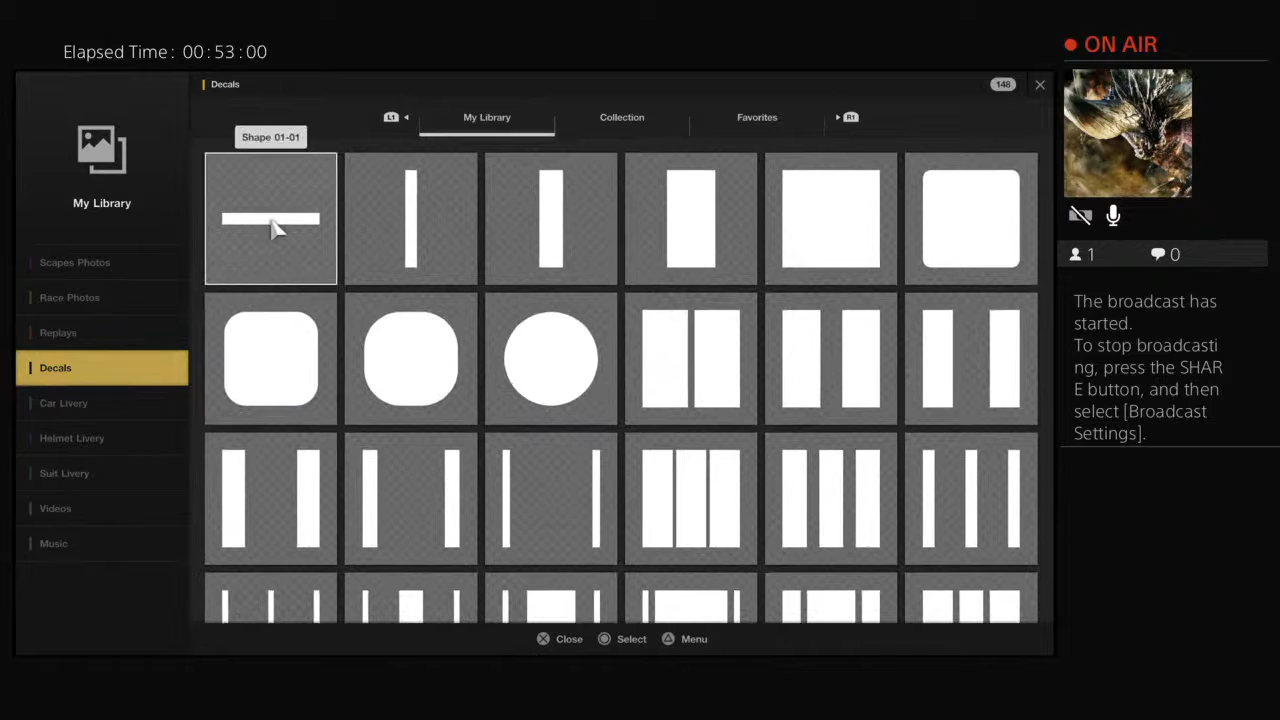 Elapsed Time: 00:53:00
ON AIR
Decals
148
L1
My Library
Collection
Favorites
R1
Shape 01-01
My Library
Scapes Photos
Race Photos
Replays
Decals
Car Livery
Helmet Livery
Suit Livery
Videos
Music
1
0
The broadcast has
started.
To stop broadcasti
ng, press the SHAR
E button, and then
select [Broadcast
Settings].
Close
Select
Menu